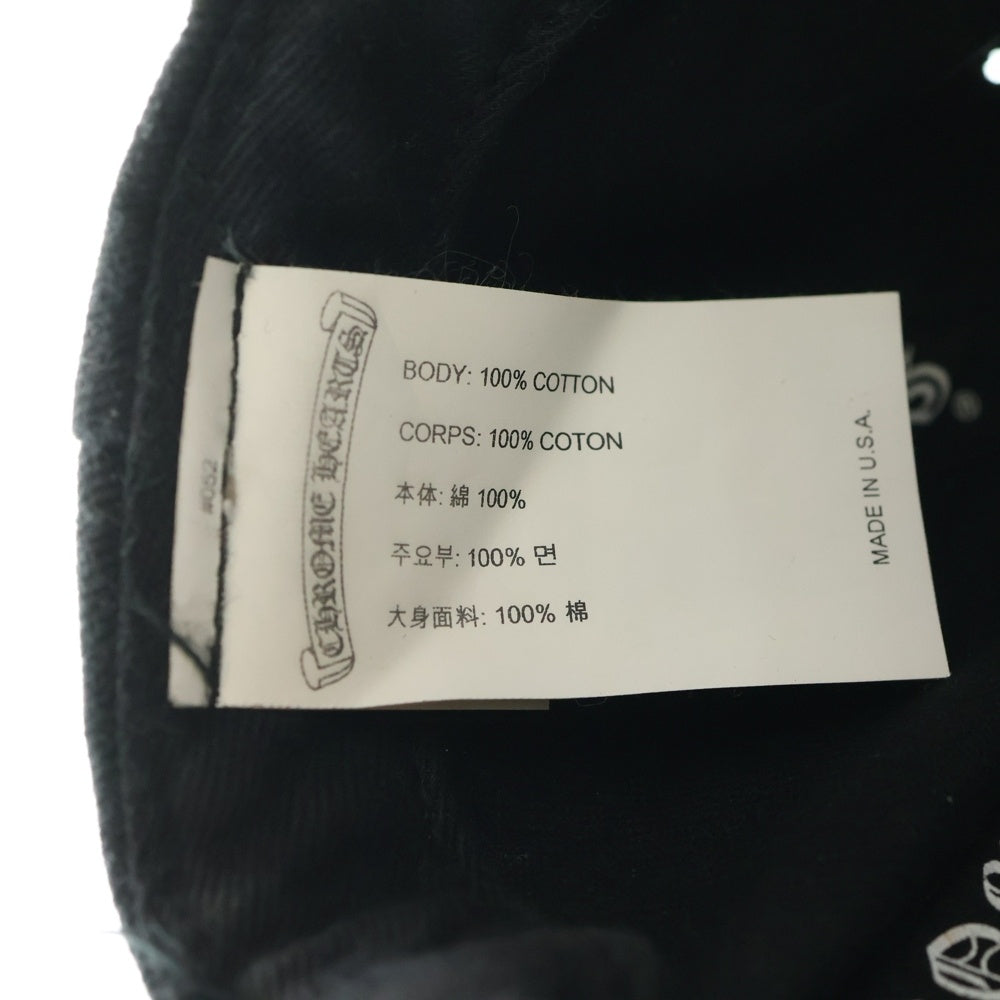 CHROME HEARTS
BODY: 100% COTTON
CORPS: 100% COTON
本体: 綿 100%
주요부: 100% 면
大身面料: 100% 棉
MADE IN U.S.A.
#052